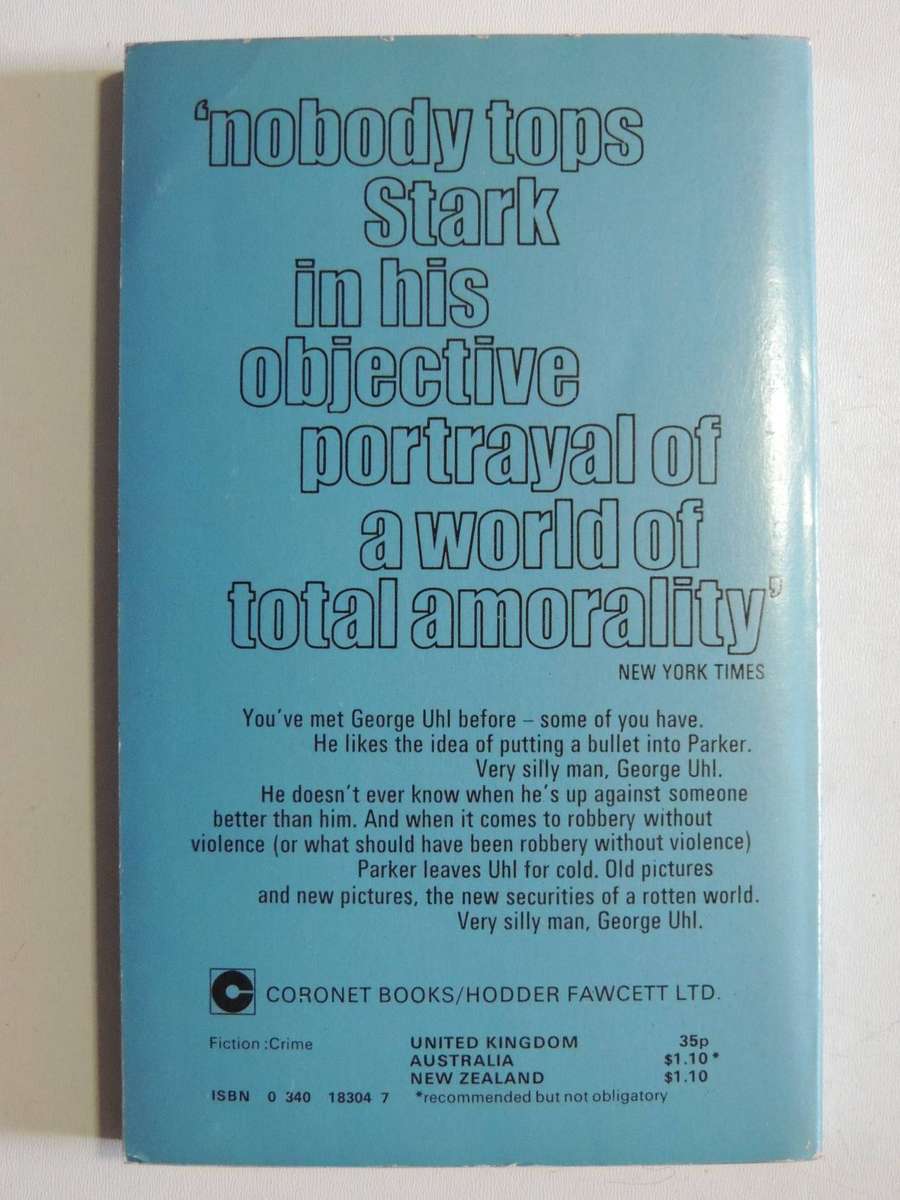 ‘nobody tops
Stark
in his
objective
portrayal of
a world of
total amorality’
NEW YORK TIMES
You've met George Uhl before – some of you have.
He likes the idea of putting a bullet into Parker.
Very silly man, George Uhl.
He doesn't ever know when he's up against someone
better than him. And when it comes to robbery without
violence (or what should have been robbery without violence)
Parker leaves Uhl for cold. Old pictures
and new pictures, the new securities of a rotten world.
Very silly man, George Uhl.
CORONET BOOKS/HODDER FAWCETT LTD.
Fiction :Crime UNITED KINGDOM 35p
AUSTRALIA $1.10*
NEW ZEALAND $1.10
ISBN 0 340 18304 7 *recommended but not obligatory